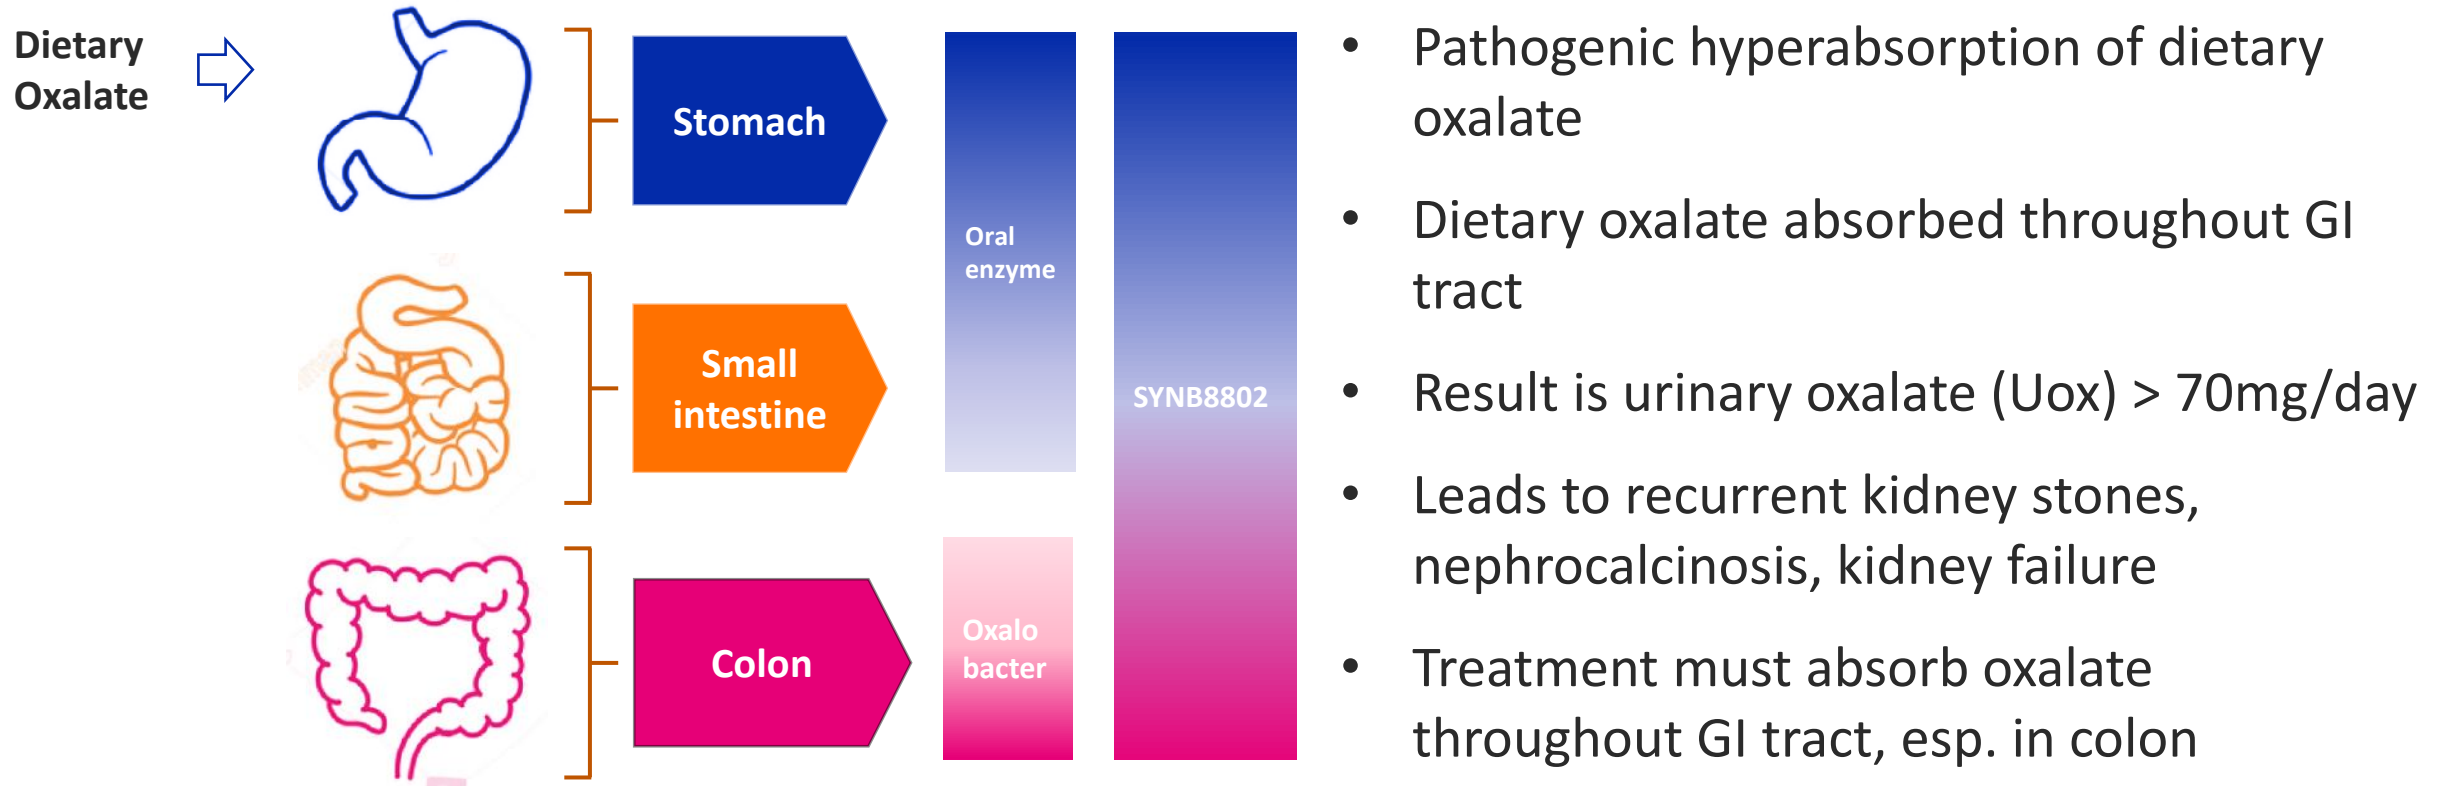 Dietary
Oxalate
Stomach
Small
intestine
Colon
Oral
enzyme
Oxalo
bacter
SYNB8802
• Pathogenic hyperabsorption of dietary
oxalate
• Dietary oxalate absorbed throughout GI
tract
• Result is urinary oxalate (Uox) > 70mg/day
• Leads to recurrent kidney stones,
nephrocalcinosis, kidney failure
• Treatment must absorb oxalate
throughout GI tract, esp. in colon